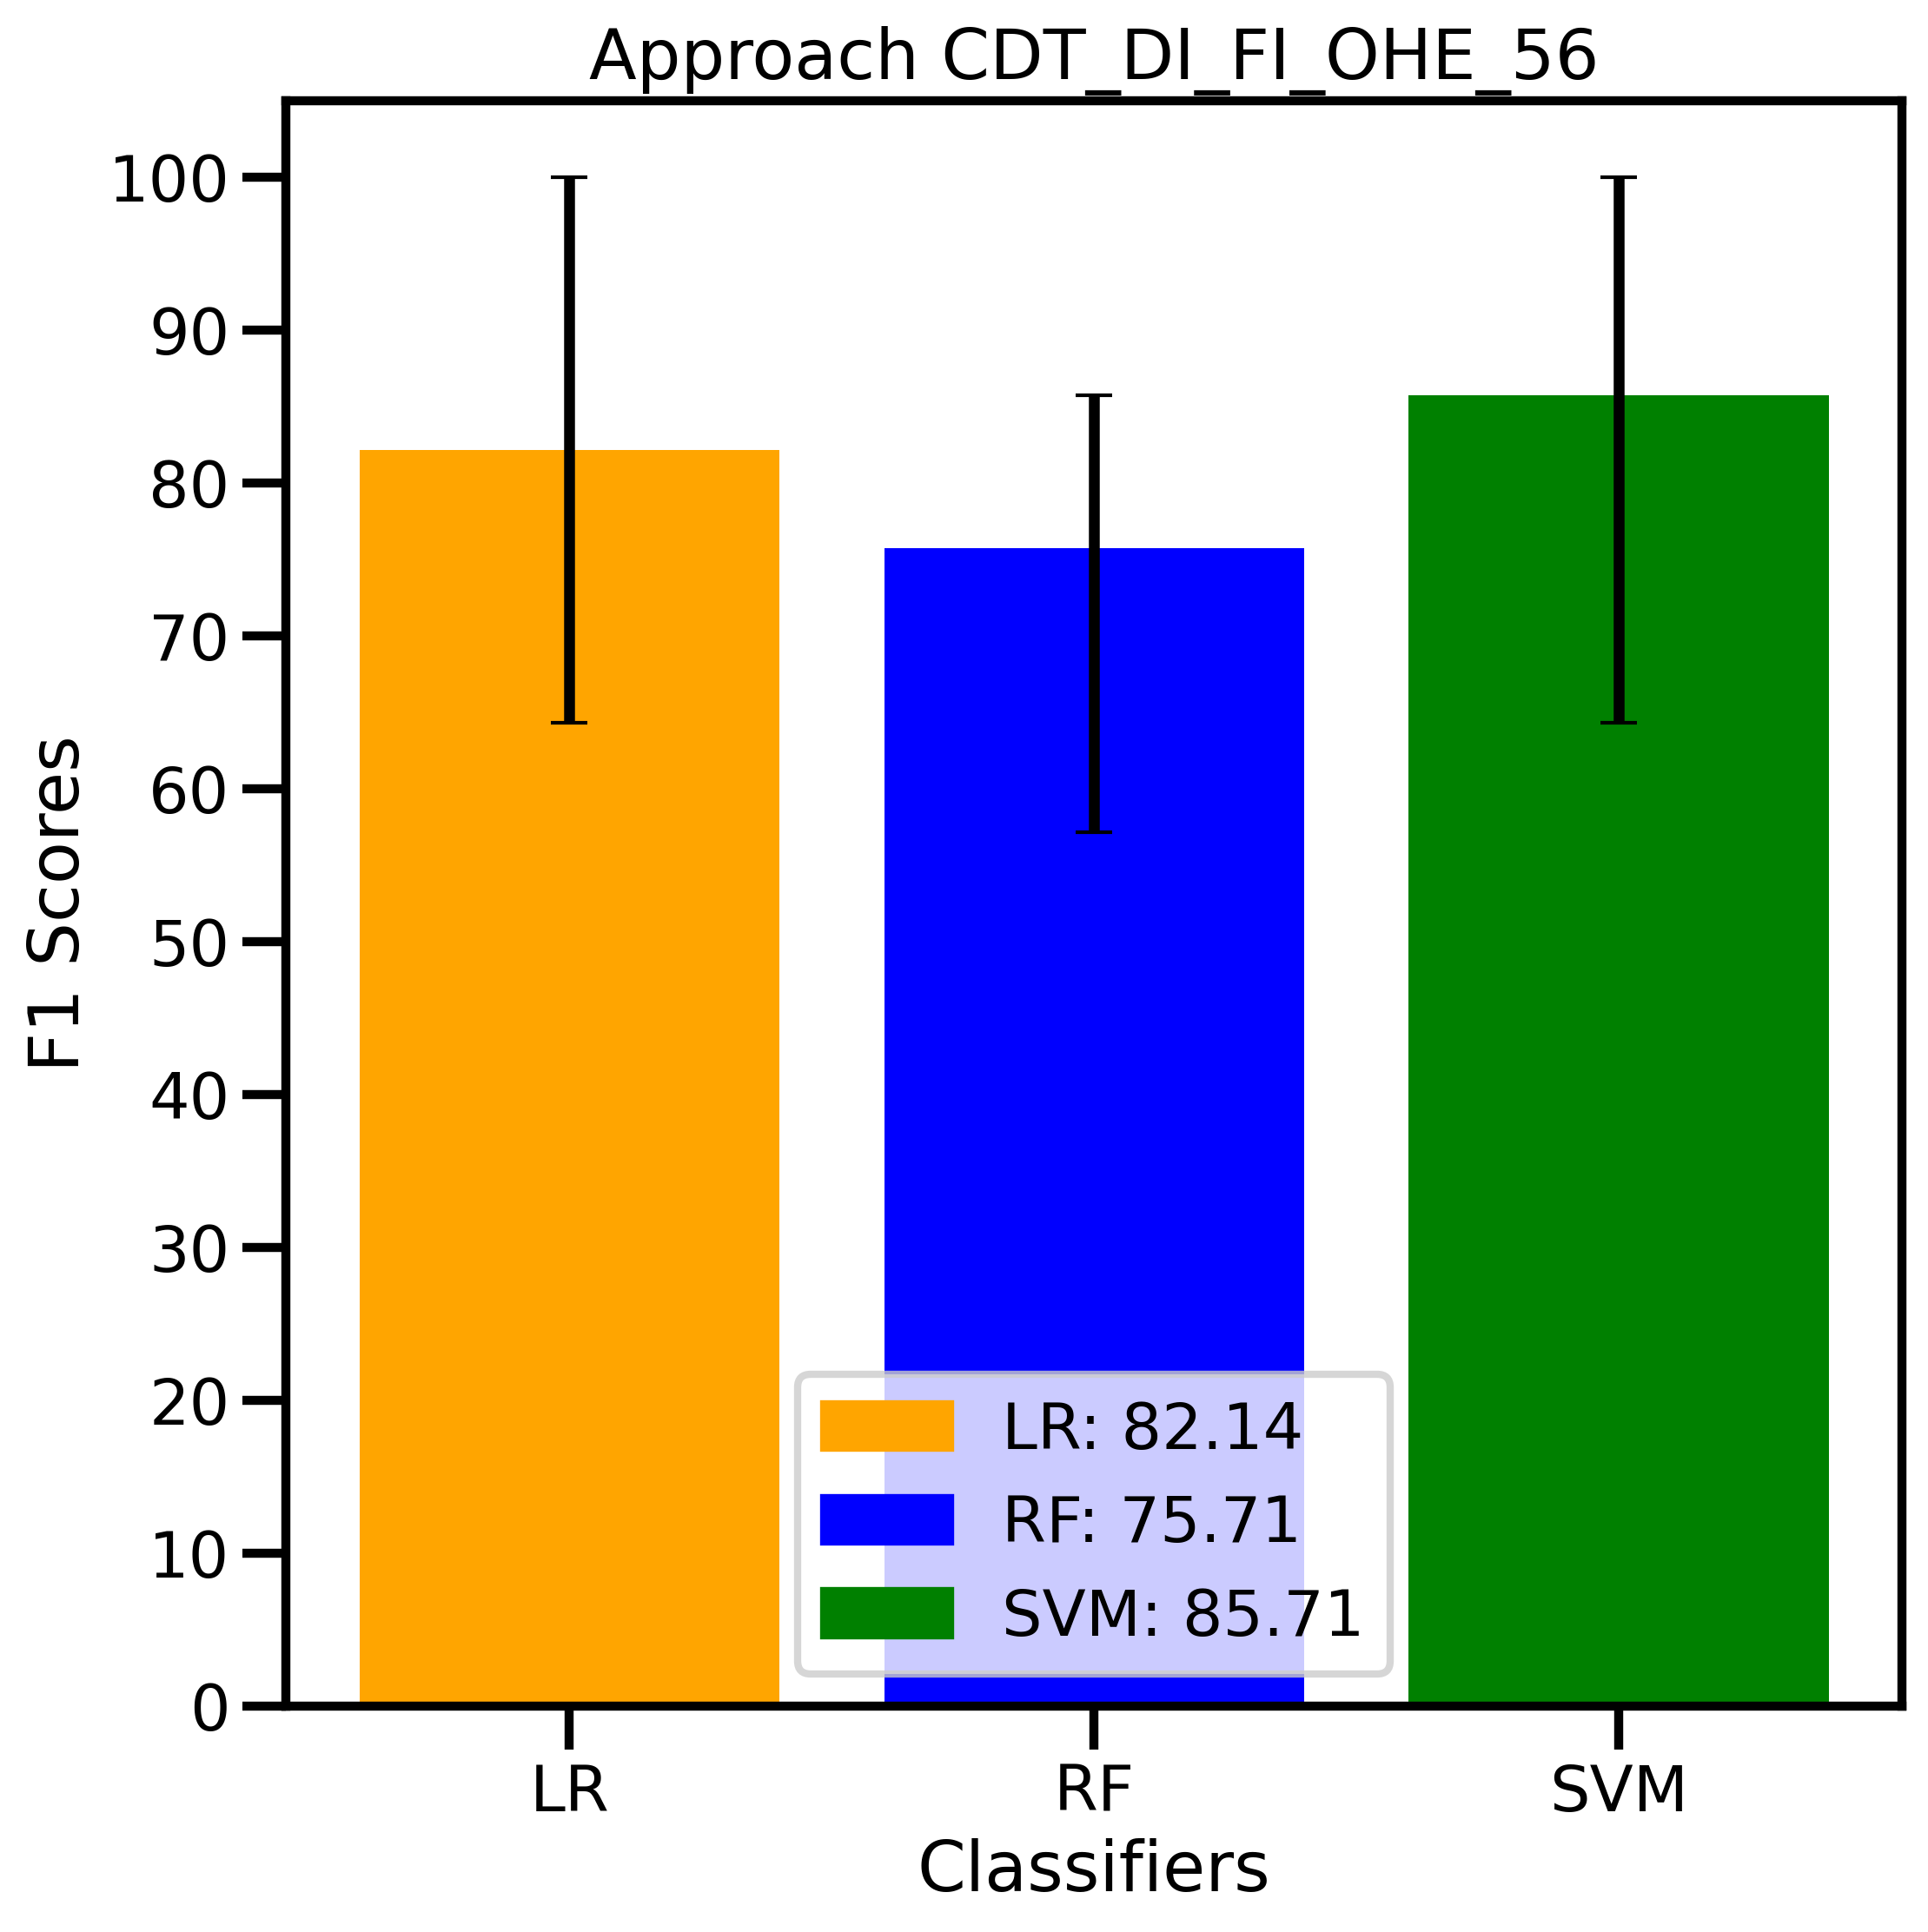 Approach CDT_DI_FI_OHE_56
F1 Scores
100
90
80
70
60
50
40
30
20
10
0
LR: 82.14
RF: 75.71
SVM: 85.71
LR RF SVM
Classifiers